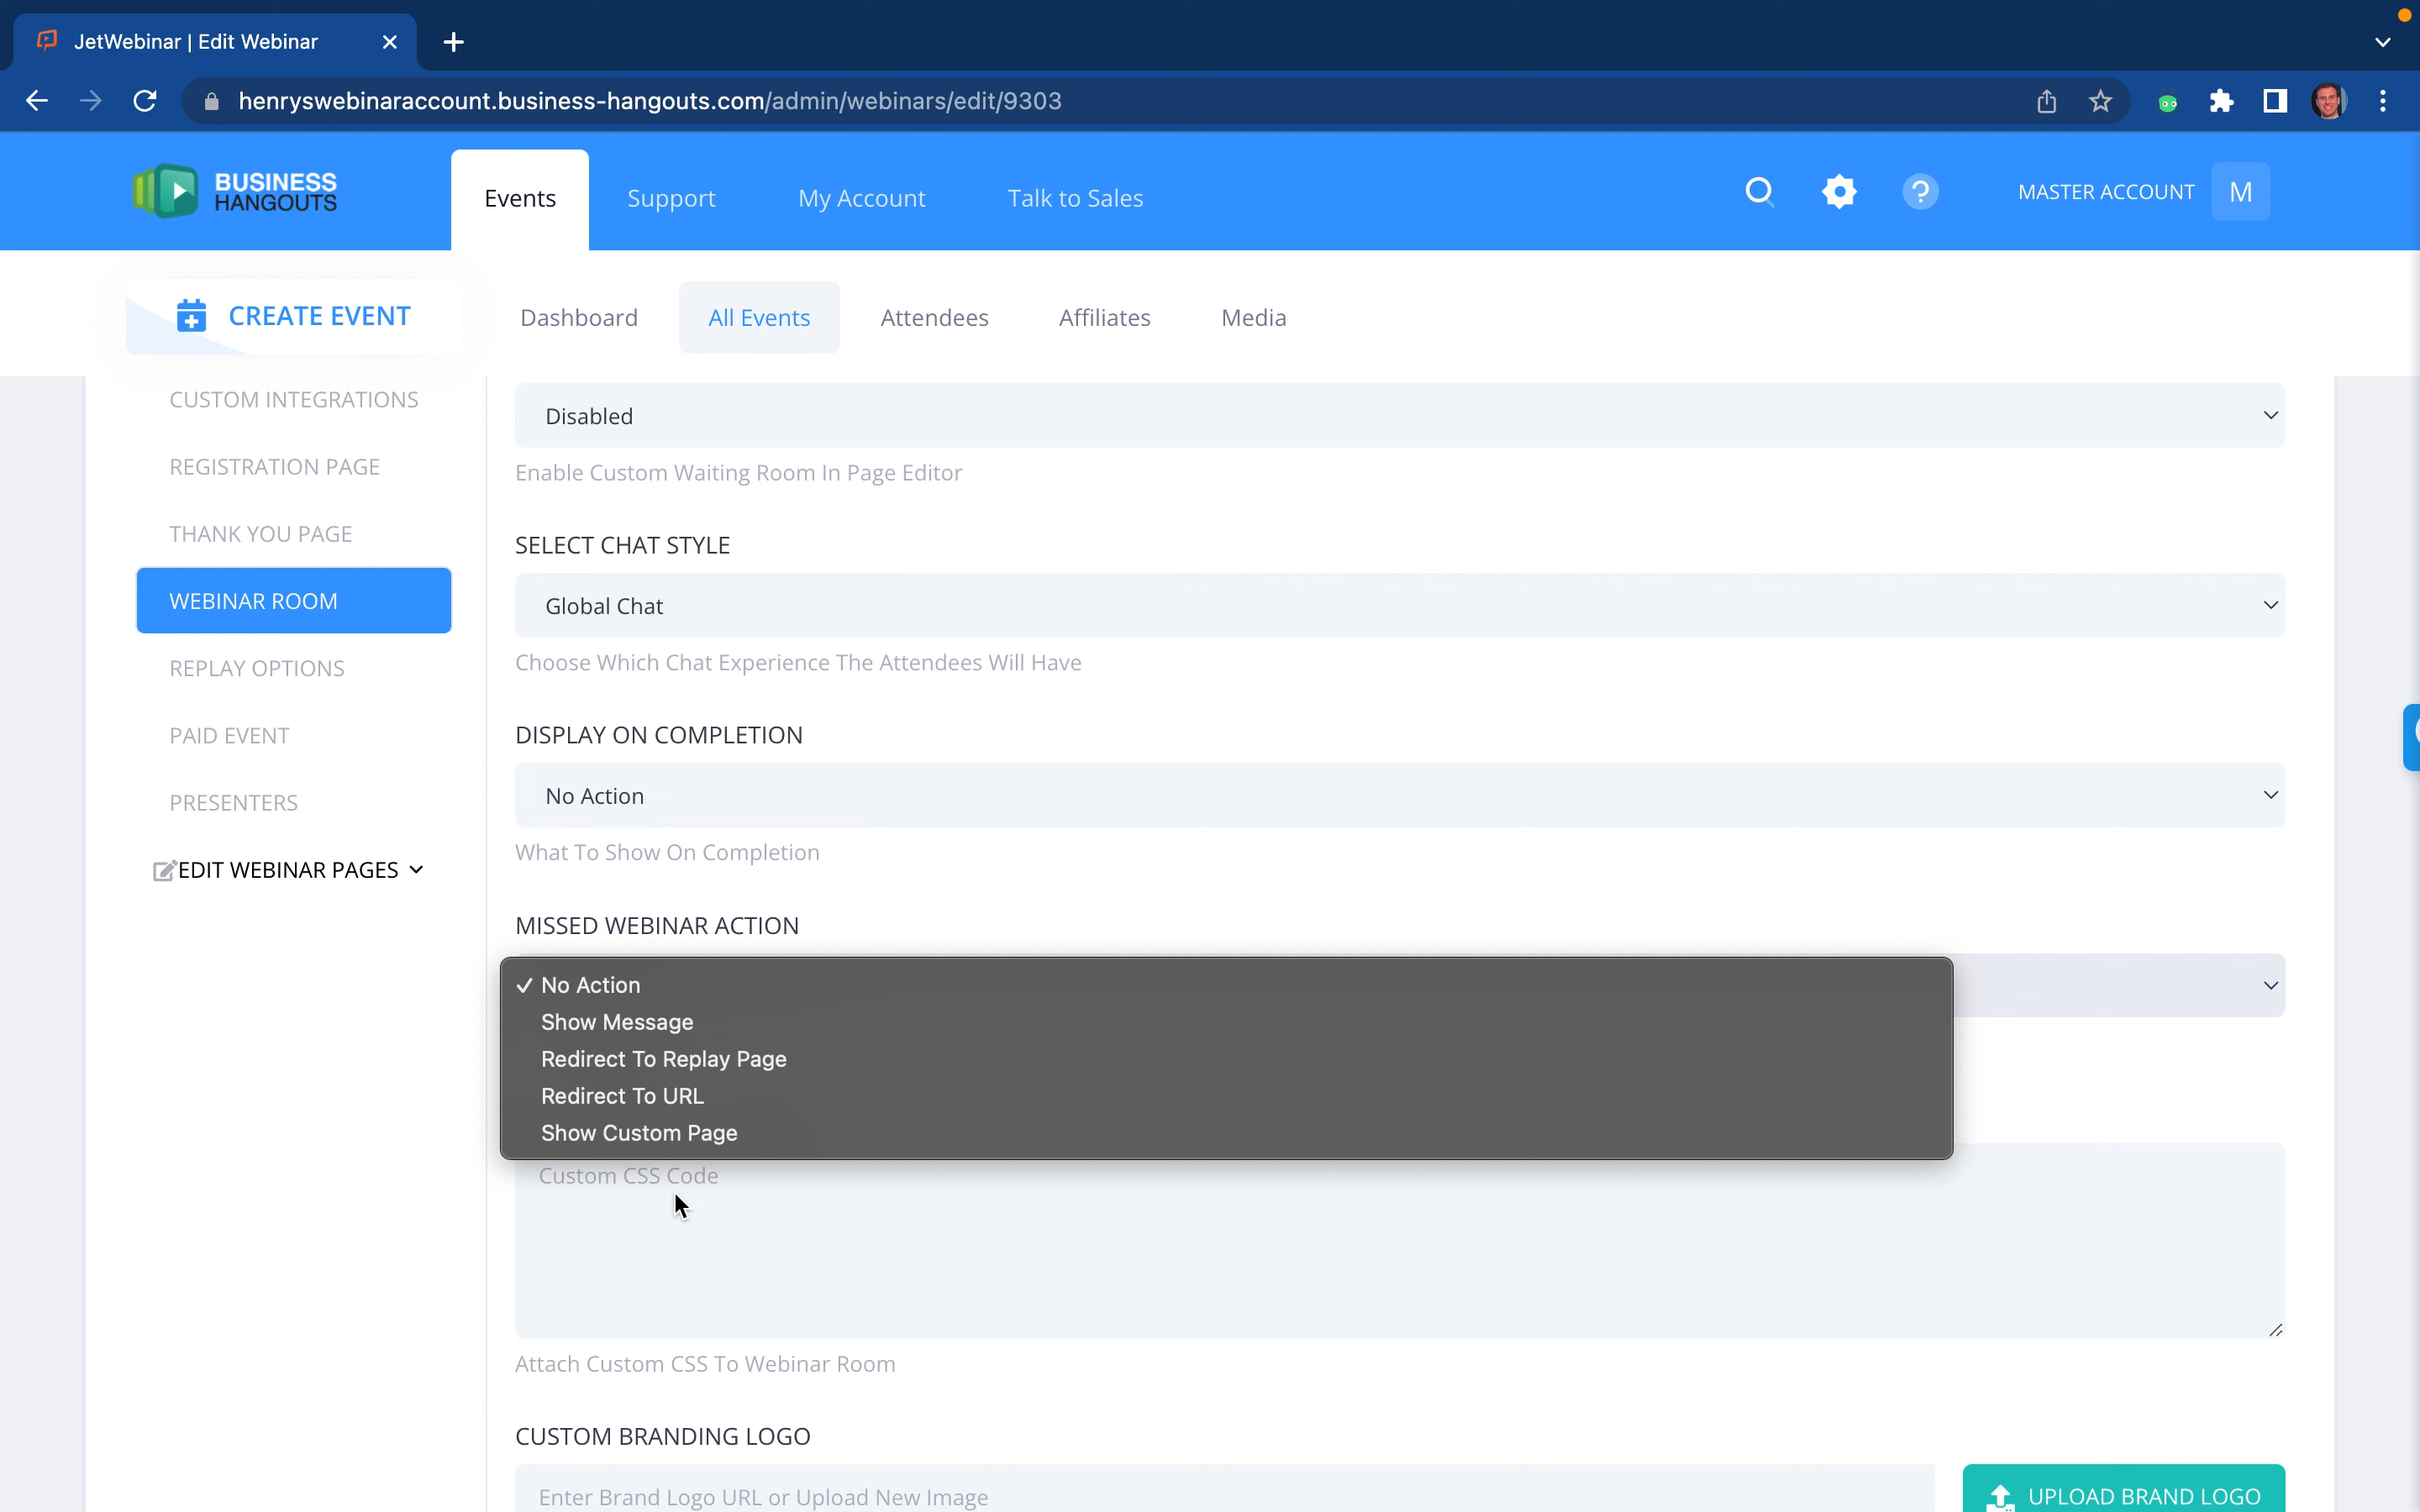 JetWebinar | Edit Webinar
henryswebinaraccount.business-hangouts.com/admin/webinars/edit/9303
BUSINESS
HANGOUTS
Events
Support
My Account
Talk to Sales
MASTER ACCOUNT
M
CREATE EVENT
Dashboard
All Events
Attendees
Affiliates
Media
CUSTOM INTEGRATIONS
REGISTRATION PAGE
THANK YOU PAGE
WEBINAR ROOM
REPLAY OPTIONS
PAID EVENT
PRESENTERS
EDIT WEBINAR PAGES
Disabled
Enable Custom Waiting Room In Page Editor
SELECT CHAT STYLE
Global Chat
Choose Which Chat Experience The Attendees Will Have
DISPLAY ON COMPLETION
No Action
What To Show On Completion
MISSED WEBINAR ACTION
✓ No Action
Show Message
Redirect To Replay Page
Redirect To URL
Show Custom Page
Custom CSS Code
Attach Custom CSS To Webinar Room
CUSTOM BRANDING LOGO
Enter Brand Logo URL or Upload New Image
UPLOAD BRAND LOGO